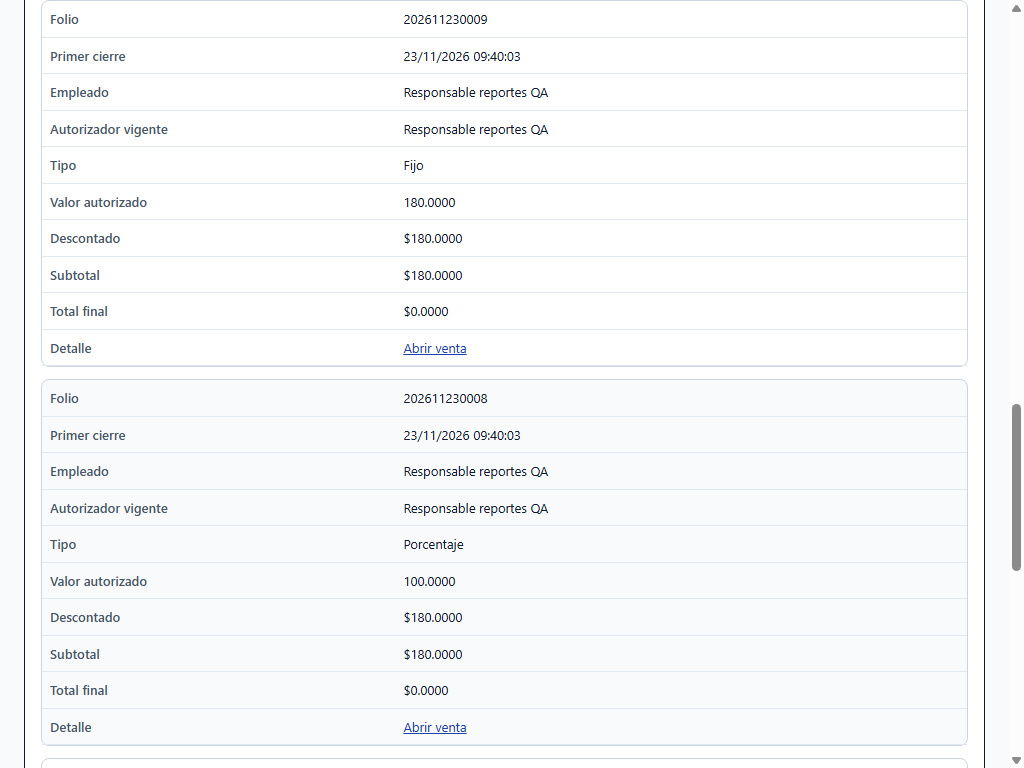 Folio 202611230009
Primer cierre 23/11/2026 09:40:03
Empleado Responsable reportes QA
Autorizador vigente Responsable reportes QA
Tipo Fijo
Valor autorizado 180.0000
Descontado $180.0000
Subtotal $180.0000
Total final $0.0000
Detalle Abrir venta
Folio 202611230008
Primer cierre 23/11/2026 09:40:03
Empleado Responsable reportes QA
Autorizador vigente Responsable reportes QA
Tipo Porcentaje
Valor autorizado 100.0000
Descontado $180.0000
Subtotal $180.0000
Total final $0.0000
Detalle Abrir venta